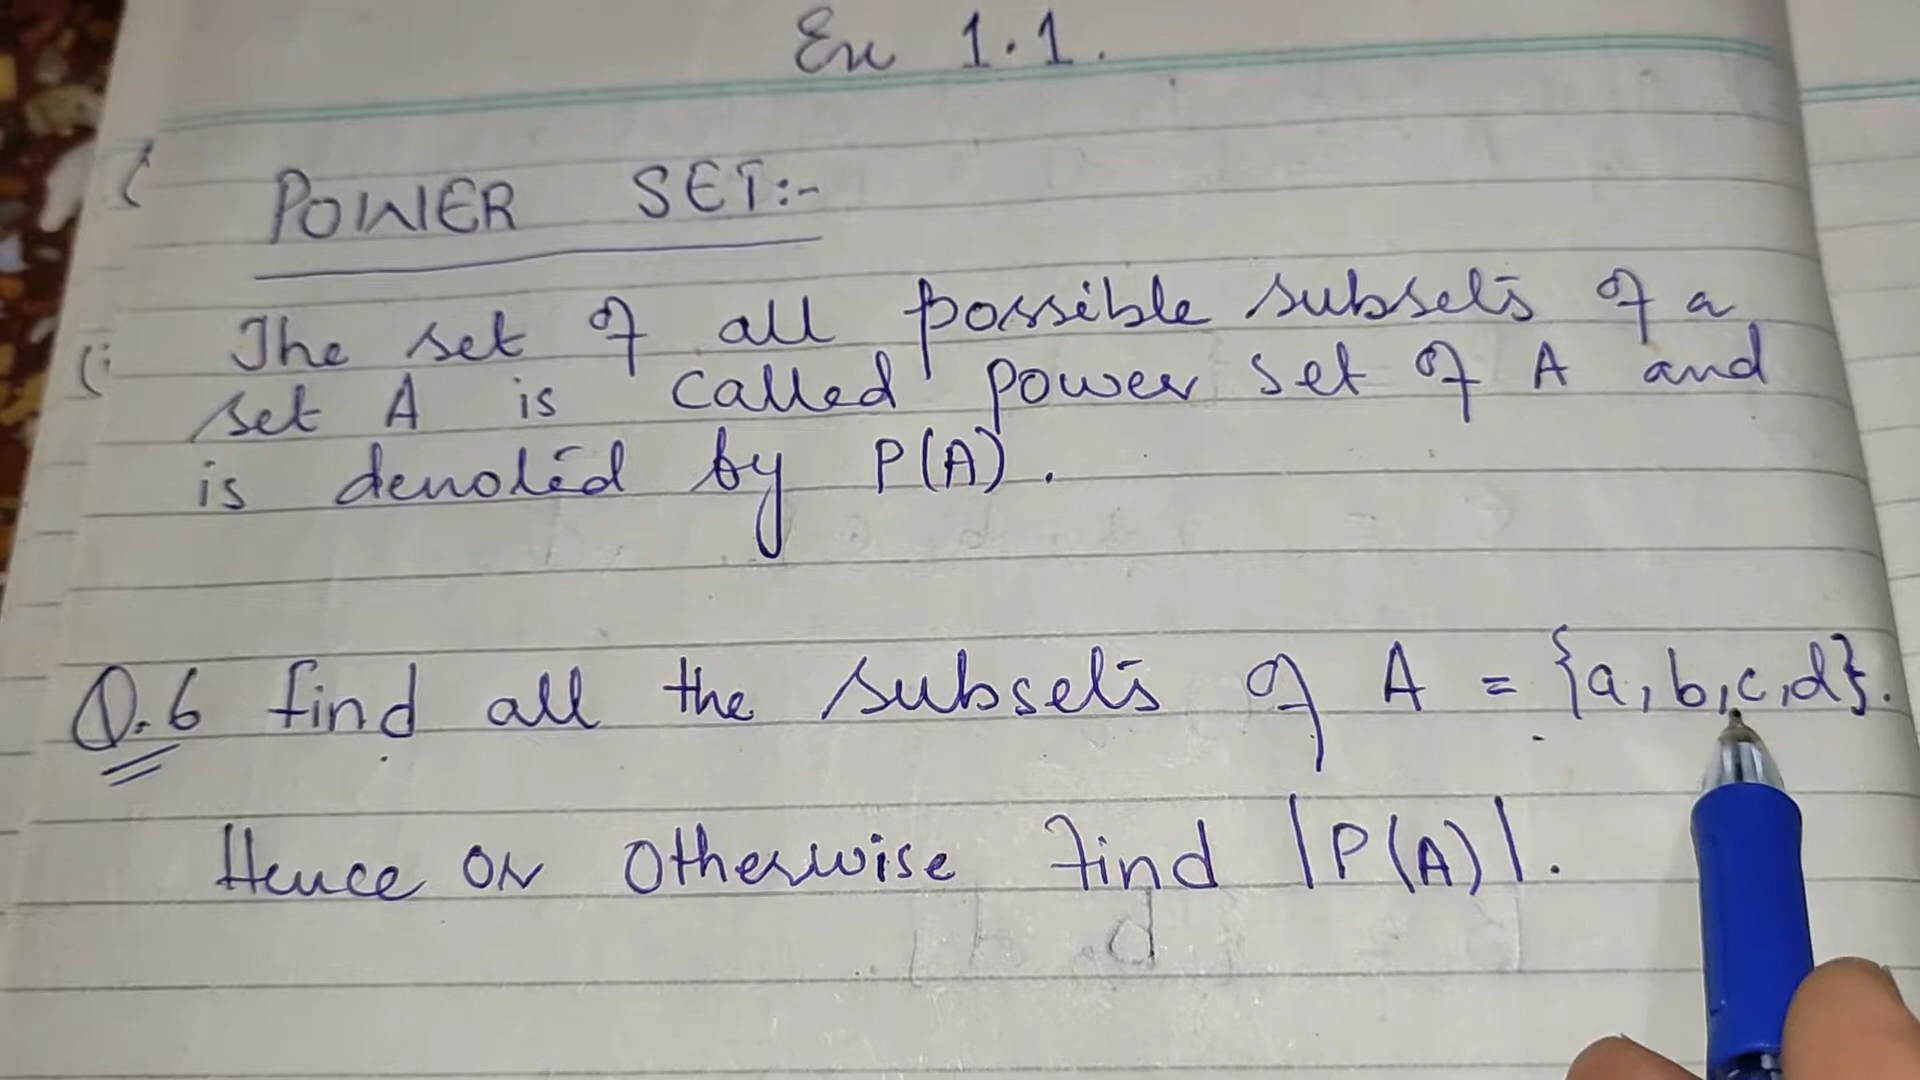 Ex 1.1.
POWER SET:-
The set of all possible subsets of a
set A is called power set of A and
is denoted by P(A).
Q.6 find all the subsets of A = {a,b,c,d}.
Hence or otherwise find |P(A)|.